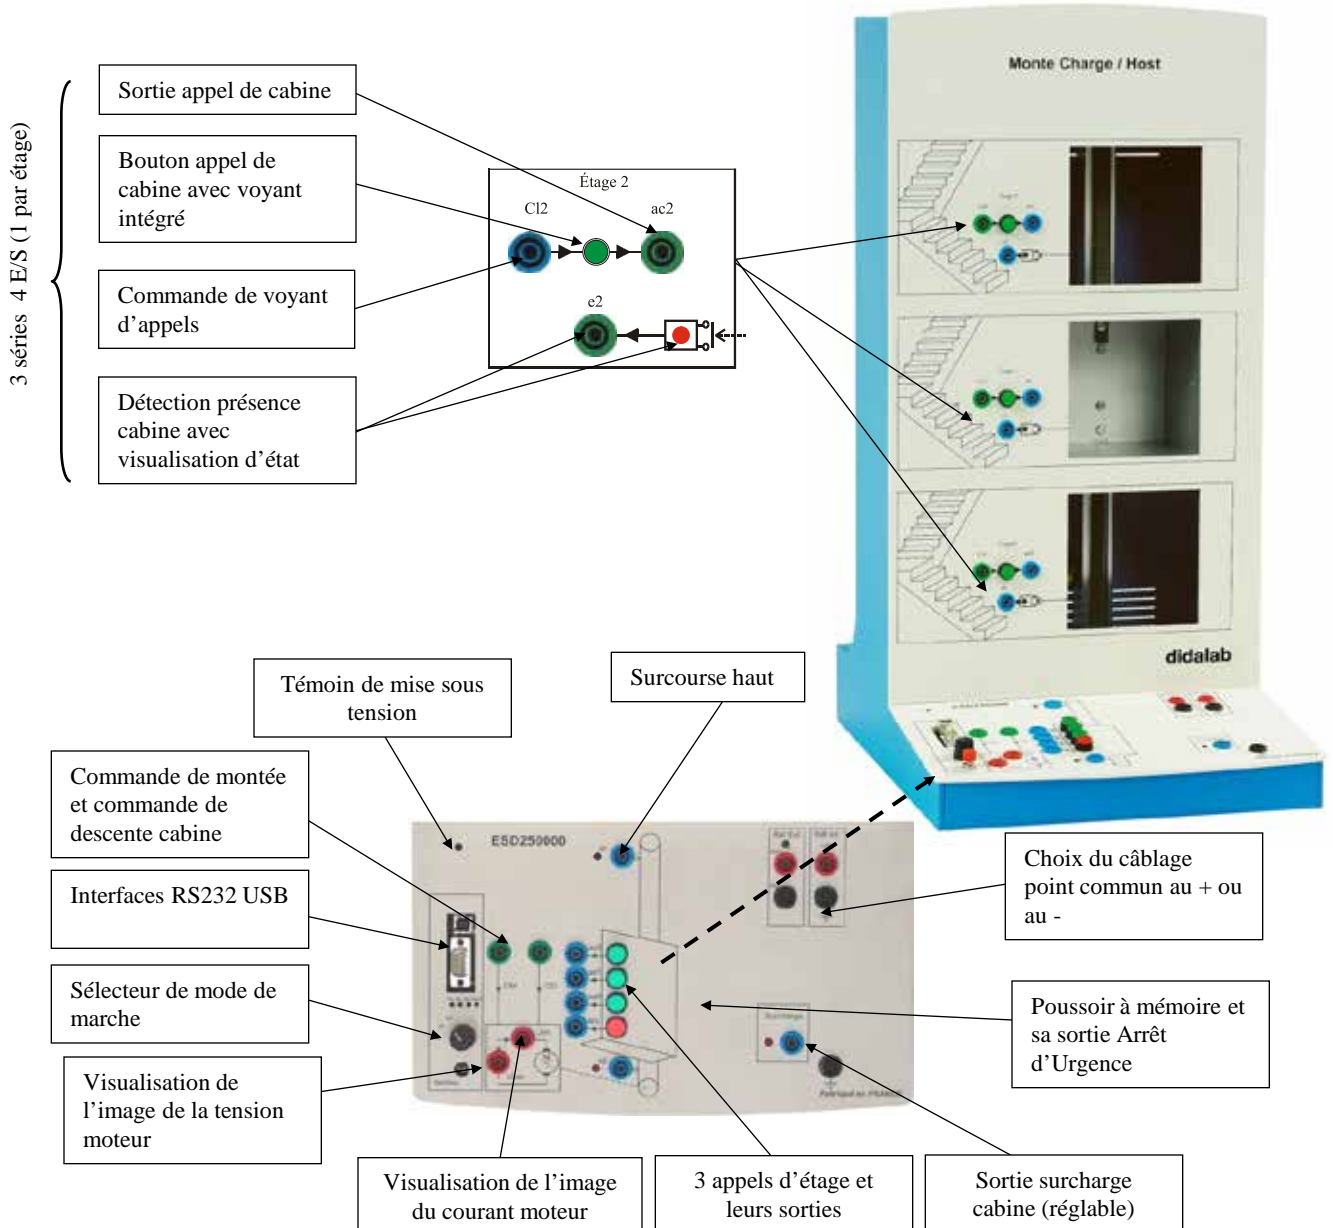 Monte Charge / Host
Sortie appel de cabine
Bouton appel de
cabine avec voyant
intégré
Commande de voyant
d’appels
Détection présence
cabine avec
visualisation d’état
3 séries 4 E/S (1 par étage)
Étage 2
Cl2
ac2
e2
didalab
Témoin de mise sous
tension
Surcourse haut
Commande de montée
et commande de
descente cabine
Interfaces RS232 USB
Sélecteur de mode de
marche
Visualisation de
l’image de la tension
moteur
ESD250000
Choix du câblage
point commun au + ou
au -
Poussoir à mémoire et
sa sortie Arrêt
d’Urgence
Surcharge
Fabriqué en FRANCE
Visualisation de l’image
du courant moteur
3 appels d’étage et
leurs sorties
Sortie surcharge
cabine (réglable)